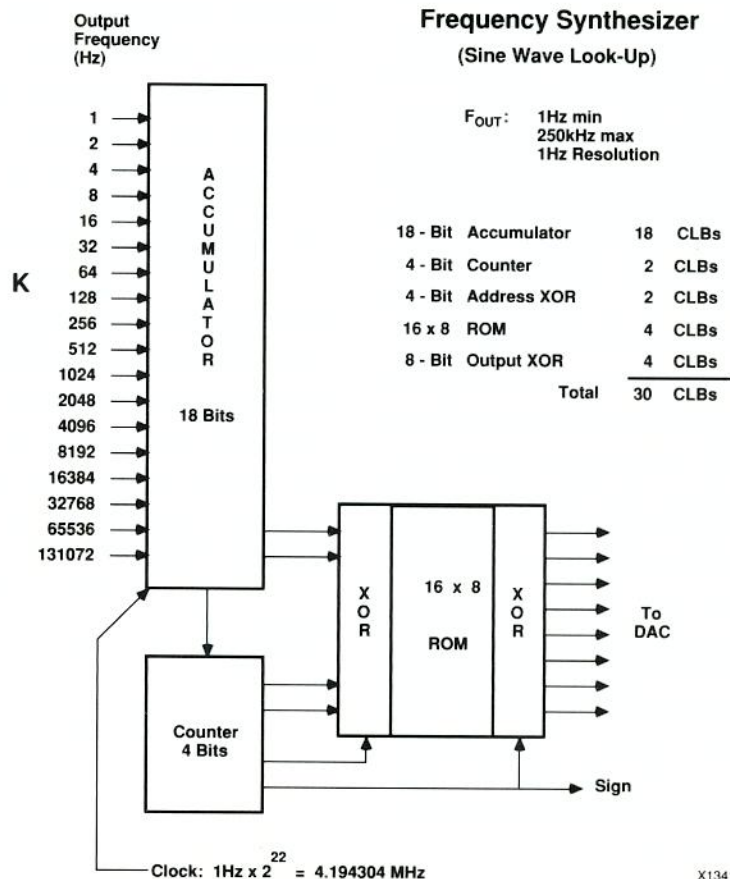 Frequency Synthesizer
(Sine Wave Look-Up)
Output
Frequency
(Hz)
F_OUT: 1Hz min
250kHz max
1Hz Resolution
1
2
4
8
16
32
64
128
256
512
1024
2048
4096
8192
16384
32768
65536
131072
K
ACCUMULATOR
18 Bits
18 - Bit Accumulator 18 CLBs
4 - Bit Counter 2 CLBs
4 - Bit Address XOR 2 CLBs
16 x 8 ROM 4 CLBs
8 - Bit Output XOR 4 CLBs
Total 30 CLBs
XOR
16 x 8
ROM
XOR
To
DAC
Counter
4 Bits
Sign
Clock: 1Hz x 2^22 = 4.194304 MHz
X134